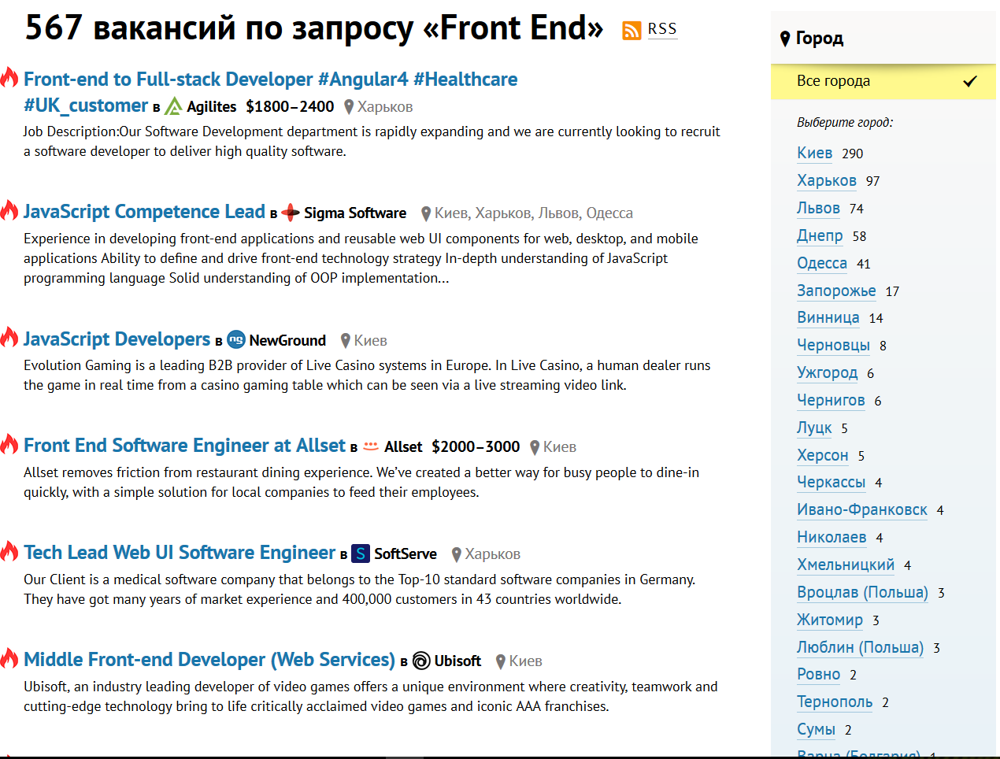 567 вакансий по запросу «Front End» RSS
Front-end to Full-stack Developer #Angular4 #Healthcare
#UK_customer в Agilites $1800–2400 Харьков
Job Description:Our Software Development department is rapidly expanding and we are currently looking to recruit
a software developer to deliver high quality software.
JavaScript Competence Lead в Sigma Software Киев, Харьков, Львов, Одесса
Experience in developing front-end applications and reusable web UI components for web, desktop, and mobile
applications Ability to define and drive front-end technology strategy In-depth understanding of JavaScript
programming language Solid understanding of OOP implementation...
JavaScript Developers в ng NewGround Киев
Evolution Gaming is a leading B2B provider of Live Casino systems in Europe. In Live Casino, a human dealer runs
the game in real time from a casino gaming table which can be seen via a live streaming video link.
Front End Software Engineer at Allset в Allset $2000–3000 Киев
Allset removes friction from restaurant dining experience. We’ve created a better way for busy people to dine-in
quickly, with a simple solution for local companies to feed their employees.
Tech Lead Web UI Software Engineer в S SoftServe Харьков
Our Client is a medical software company that belongs to the Top-10 standard software companies in Germany.
They have got many years of market experience and 400,000 customers in 43 countries worldwide.
Middle Front-end Developer (Web Services) в Ubisoft Киев
Ubisoft, an industry leading developer of video games offers a unique environment where creativity, teamwork and
cutting-edge technology bring to life critically acclaimed video games and iconic AAA franchises.
Город
Все города
Выберите город:
Киев 290
Харьков 97
Львов 74
Днепр 58
Одесса 41
Запорожье 17
Винница 14
Черновцы 8
Ужгород 6
Чернигов 6
Луцк 5
Херсон 5
Черкассы 4
Ивано-Франковск 4
Николаев 4
Хмельницкий 4
Вроцлав (Польша) 3
Житомир 3
Люблин (Польша) 3
Ровно 2
Тернополь 2
Сумы 2
Варна (Болгария) 1